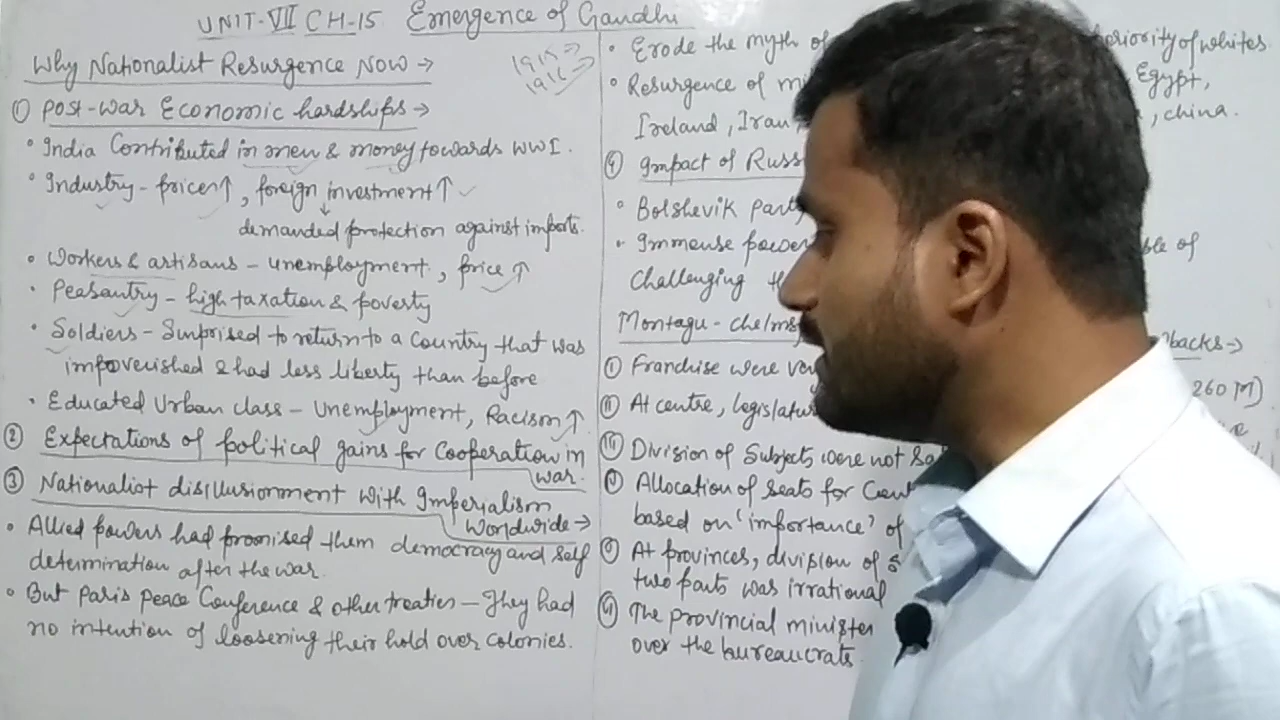 UNIT-VII CH-15 Emergence of Gandhi
Why Nationalist Resurgence Now →
1915 ⇒
1916 ⇒
① Post-War Economic hardships →
• India Contributed in men & money towards WWI.
• Industry - price↑, foreign investment↑
↓
demanded protection against imports.
• Workers & artisans - unemployment, price↑
• Peasantry - high taxation & poverty
• Soldiers - Surprised to return to a country that was
impoverished & had less liberty than before
• Educated Urban class - Unemployment, Racism↑
② Expectations of political gains for Cooperation in
war.
③ Nationalist disillusionment with Imperialism
Worldwide →
• Allied powers had promised them democracy and self
determination after the war.
• But Paris Peace Conference & other treaties - They had
no intention of loosening their hold over colonies.
• Erode the myth of priority of whites
• Resurgence of Egypt,
Ireland, Iran, , china.
④ Impact of Russ
• Bolshevik Party
• Immense power le of
Challenging
Montagu - chelms backs →
① Franchise were very 260 M)
② At centre, legislatur
③ Division of Subjects were not
④ Allocation of seats for
based on 'importance' of
⑤ At provinces, division of
two parts was irrational
⑥ The provincial minister
over the bureaucrats.